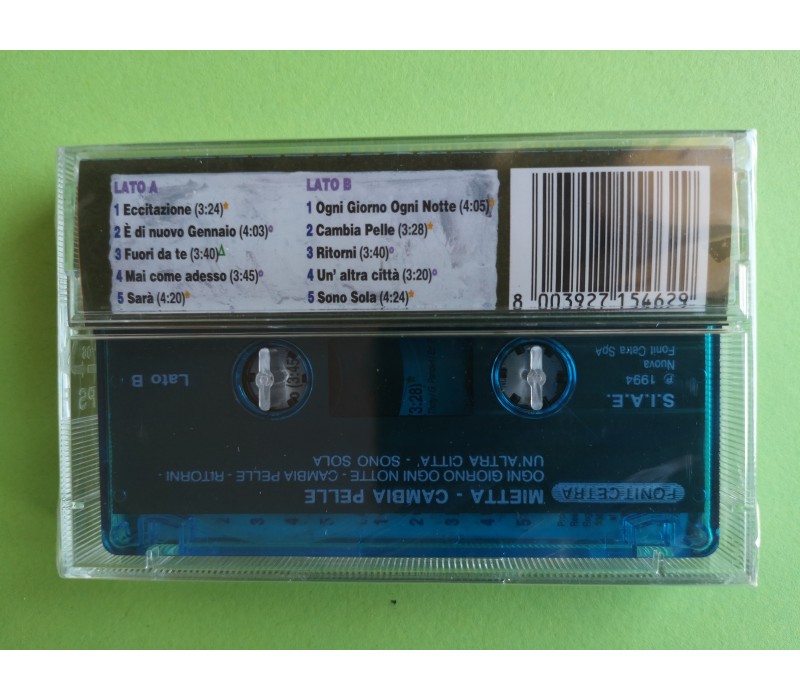 LATO A
1 Eccitazione (3:24)*
2 È di nuovo Gennaio (4:03)°
3 Fuori da te (3:40)△
4 Mai come adesso (3:45)°
5 Sarà (4:20)*
LATO B
1 Ogni Giorno Ogni Notte (4:05)*
2 Cambia Pelle (3:28)*
3 Ritorni (3:40)°
4 Un' altra città (3:20)°
5 Sono Sola (4:24)*
8 003927 154629
FONIT-CETRA
MIETTA - CAMBIA PELLE
OGNI GIORNO OGNI NOTTE - CAMBIA PELLE - RITORNI -
UN'ALTRA CITTA' - SONO SOLA
S.I.A.E.
℗ 1994
Nuova
Fonit Cetra SpA
Lato B
3:28)*
(3:45